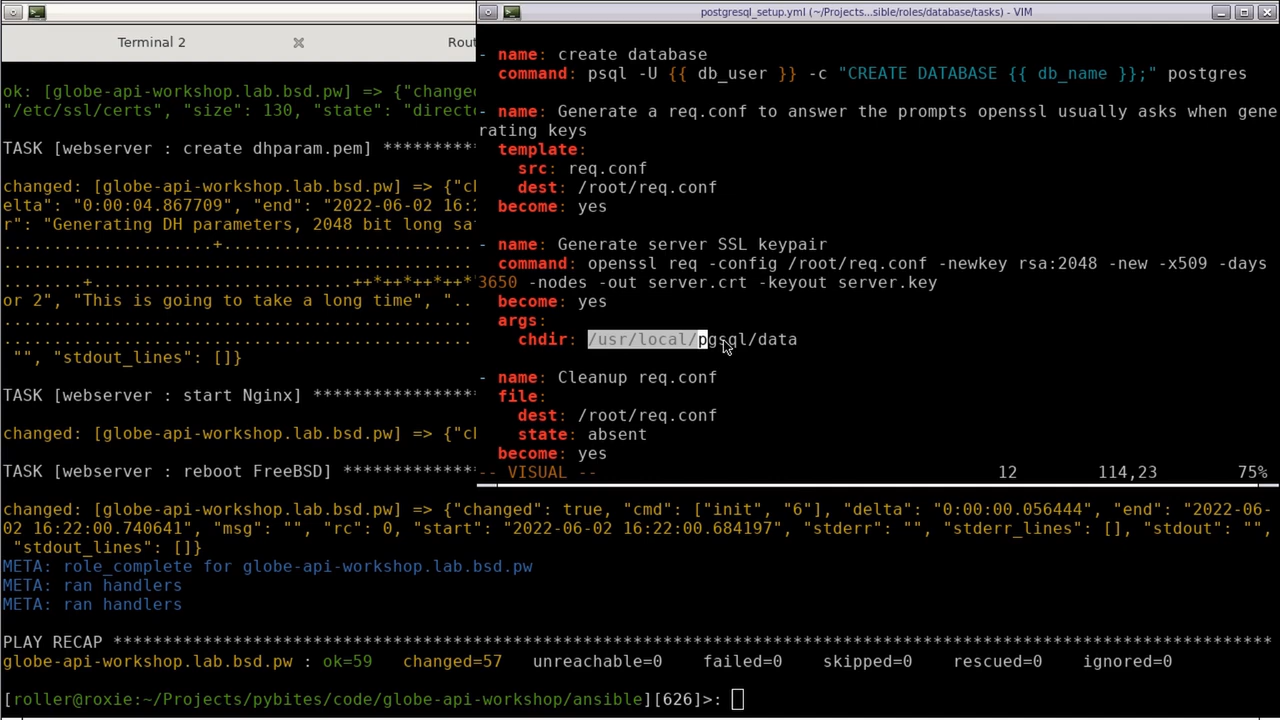 postgresql_setup.yml (~/Projects...sible/roles/database/tasks) - VIM
Terminal 2
Rout
- name: create database
command: psql -U {{ db_user }} -c "CREATE DATABASE {{ db_name }};" postgres
- name: Generate a req.conf to answer the prompts openssl usually asks when gene
rating keys
template:
src: req.conf
dest: /root/req.conf
become: yes
- name: Generate server SSL keypair
command: openssl req -config /root/req.conf -newkey rsa:2048 -new -x509 -days
3650 -nodes -out server.crt -keyout server.key
become: yes
args:
chdir: /usr/local/pgsql/data
- name: Cleanup req.conf
file:
dest: /root/req.conf
state: absent
become: yes
-- VISUAL -- 12 114,23 75%
ok: [globe-api-workshop.lab.bsd.pw] => {"changed
"/etc/ssl/certs", "size": 130, "state": "directo
TASK [webserver : create dhparam.pem] *********
changed: [globe-api-workshop.lab.bsd.pw] => {"ch
elta": "0:00:04.867709", "end": "2022-06-02 16:2
r": "Generating DH parameters, 2048 bit long saf
.....................+.........................
...............................................
........+..........................++*++*++*++*
or 2", "This is going to take a long time", "..
...............................................
"", "stdout_lines": []}
TASK [webserver : start Nginx] ****************
changed: [globe-api-workshop.lab.bsd.pw] => {"ch
TASK [webserver : reboot FreeBSD] *************
changed: [globe-api-workshop.lab.bsd.pw] => {"changed": true, "cmd": ["init", "6"], "delta": "0:00:00.056444", "end": "2022-06-
02 16:22:00.740641", "msg": "", "rc": 0, "start": "2022-06-02 16:22:00.684197", "stderr": "", "stderr_lines": [], "stdout": "",
"stdout_lines": []}
META: role_complete for globe-api-workshop.lab.bsd.pw
META: ran handlers
META: ran handlers
PLAY RECAP ********************************************************************************************************************
globe-api-workshop.lab.bsd.pw : ok=59 changed=57 unreachable=0 failed=0 skipped=0 rescued=0 ignored=0
[roller@roxie:~/Projects/pybites/code/globe-api-workshop/ansible][626]>: